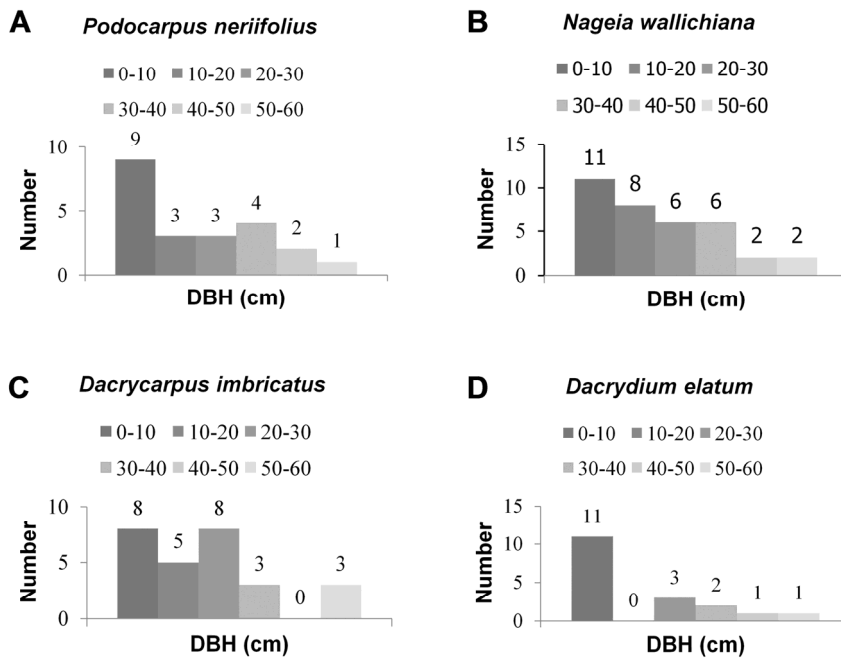 A
Podocarpus neriifolius
0-10 10-20 20-30
30-40 40-50 50-60
10
5
0
Number
9
3
3
4
2
1
DBH (cm)
B
Nageia wallichiana
0-10 10-20 20-30
30-40 40-50 50-60
15
10
5
0
Number
11
8
6
6
2
2
DBH (cm)
C
Dacrycarpus imbricatus
0-10 10-20 20-30
30-40 40-50 50-60
10
5
0
Number
8
5
8
3
0
3
DBH (cm)
D
Dacrydium elatum
0-10 10-20 20-30
30-40 40-50 50-60
15
10
5
0
Number
11
0
3
2
1
1
DBH (cm)